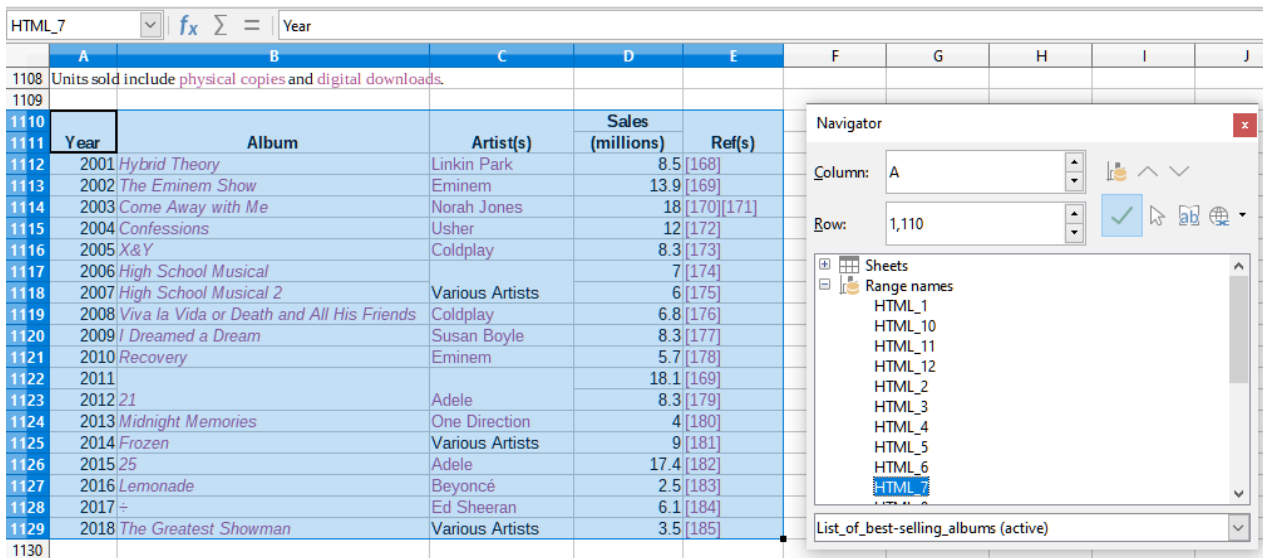 HTML_7 fx Σ = Year
A B C D E F G H I J
1108 Units sold include physical copies and digital downloads.
1109
1110 Sales
1111 Year Album Artist(s) (millions) Ref(s)
1112 2001 Hybrid Theory Linkin Park 8.5 [168]
1113 2002 The Eminem Show Eminem 13.9 [169]
1114 2003 Come Away with Me Norah Jones 18 [170][171]
1115 2004 Confessions Usher 12 [172]
1116 2005 X&Y Coldplay 8.3 [173]
1117 2006 High School Musical 7 [174]
1118 2007 High School Musical 2 Various Artists 6 [175]
1119 2008 Viva la Vida or Death and All His Friends Coldplay 6.8 [176]
1120 2009 I Dreamed a Dream Susan Boyle 8.3 [177]
1121 2010 Recovery Eminem 5.7 [178]
1122 2011 18.1 [169]
1123 2012 21 Adele 8.3 [179]
1124 2013 Midnight Memories One Direction 4 [180]
1125 2014 Frozen Various Artists 9 [181]
1126 2015 25 Adele 17.4 [182]
1127 2016 Lemonade Beyoncé 2.5 [183]
1128 2017 ÷ Ed Sheeran 6.1 [184]
1129 2018 The Greatest Showman Various Artists 3.5 [185]
1130
Navigator x
Column: A
Row: 1,110 ab
Sheets
Range names
HTML_1
HTML_10
HTML_11
HTML_12
HTML_2
HTML_3
HTML_4
HTML_5
HTML_6
HTML_7
List_of_best-selling_albums (active)